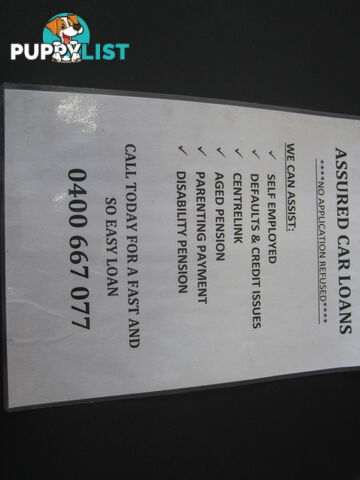 PUPPYLIST
ASSURED CAR LOANS
****NO APPLICATION REFUSED****
WE CAN ASSIST:
✓ SELF EMPLOYED
✓ DEFAULTS & CREDIT ISSUES
✓ CENTRELINK
✓ AGED PENSION
✓ PARENTING PAYMENT
✓ DISABILITY PENSION
CALL TODAY FOR A FAST AND
SO EASY LOAN
0400 667 077